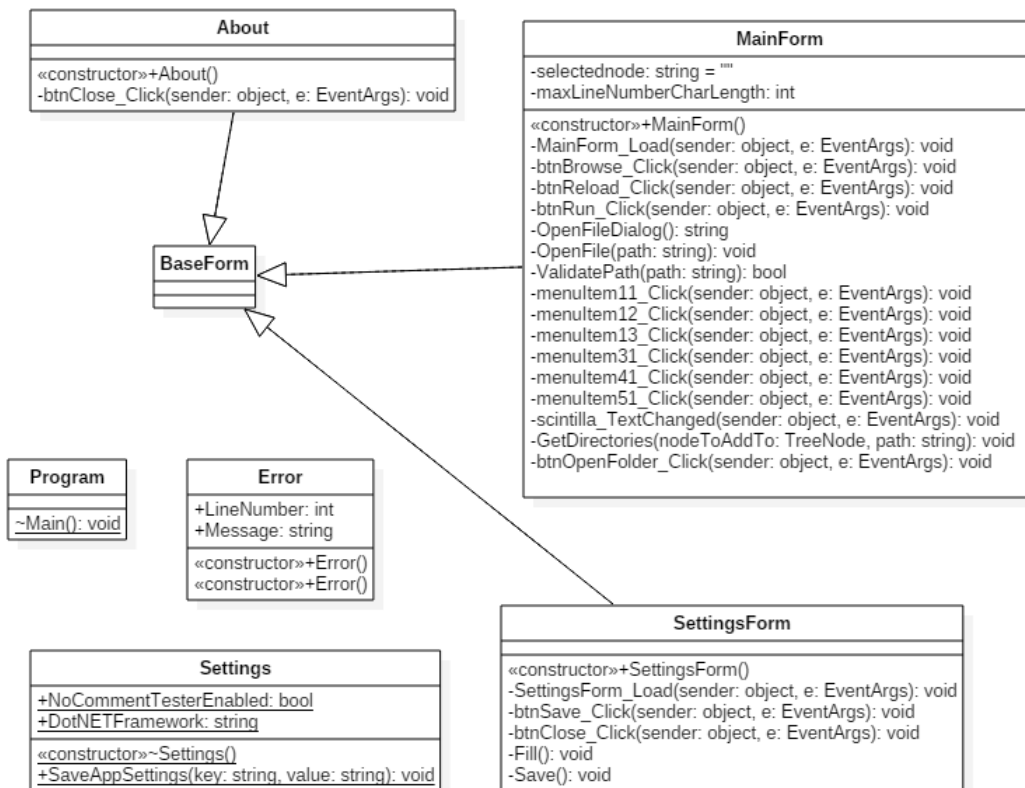 About
«constructor»+About()
-btnClose_Click(sender: object, e: EventArgs): void
MainForm
-selectednode: string = ""
-maxLineNumberCharLength: int
«constructor»+MainForm()
-MainForm_Load(sender: object, e: EventArgs): void
-btnBrowse_Click(sender: object, e: EventArgs): void
-btnReload_Click(sender: object, e: EventArgs): void
-btnRun_Click(sender: object, e: EventArgs): void
-OpenFileDialog(): string
-OpenFile(path: string): void
-ValidatePath(path: string): bool
-menuItem11_Click(sender: object, e: EventArgs): void
-menuItem12_Click(sender: object, e: EventArgs): void
-menuItem13_Click(sender: object, e: EventArgs): void
-menuItem31_Click(sender: object, e: EventArgs): void
-menuItem41_Click(sender: object, e: EventArgs): void
-menuItem51_Click(sender: object, e: EventArgs): void
-scintilla_TextChanged(sender: object, e: EventArgs): void
-GetDirectories(nodeToAddTo: TreeNode, path: string): void
-btnOpenFolder_Click(sender: object, e: EventArgs): void
BaseForm
Program
~Main(): void
Error
+LineNumber: int
+Message: string
«constructor»+Error()
«constructor»+Error()
Settings
+NoCommentTesterEnabled: bool
+DotNETFramework: string
«constructor»~Settings()
+SaveAppSettings(key: string, value: string): void
SettingsForm
«constructor»+SettingsForm()
-SettingsForm_Load(sender: object, e: EventArgs): void
-btnSave_Click(sender: object, e: EventArgs): void
-btnClose_Click(sender: object, e: EventArgs): void
-Fill(): void
-Save(): void